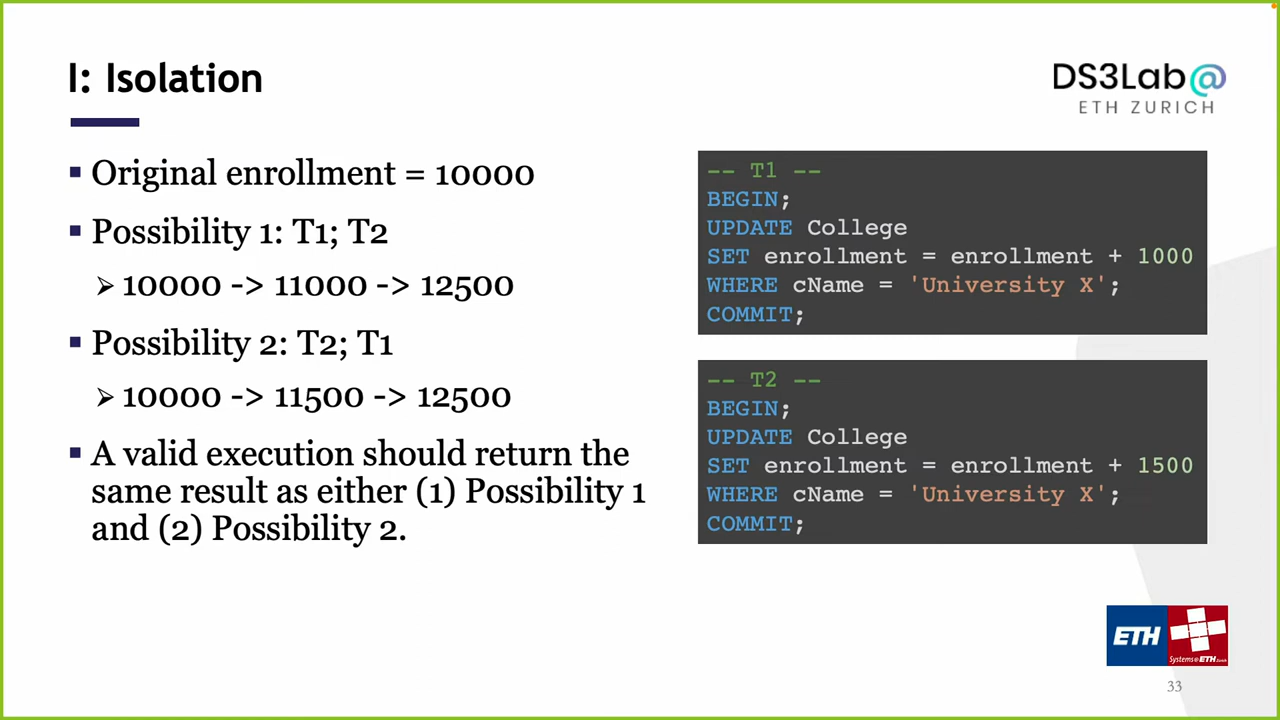 I: Isolation
DS3Lab@
ETH ZURICH
▪ Original enrollment = 10000
▪ Possibility 1: T1; T2
➢ 10000 -> 11000 -> 12500
▪ Possibility 2: T2; T1
➢ 10000 -> 11500 -> 12500
▪ A valid execution should return the
same result as either (1) Possibility 1
and (2) Possibility 2.
-- T1 --
BEGIN;
UPDATE College
SET enrollment = enrollment + 1000
WHERE cName = 'University X';
COMMIT;
-- T2 --
BEGIN;
UPDATE College
SET enrollment = enrollment + 1500
WHERE cName = 'University X';
COMMIT;
ETH
Systems@ETH Zurich
33